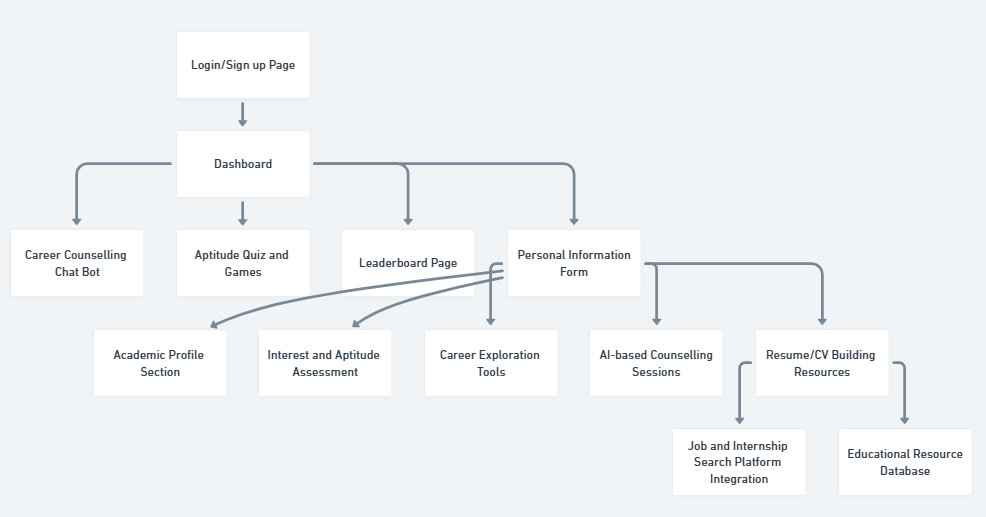 Login/Sign up Page
Dashboard
Career Counselling
Chat Bot
Aptitude Quiz and
Games
Leaderboard Page
Personal Information
Form
Academic Profile
Section
Interest and Aptitude
Assessment
Career Exploration
Tools
AI-based Counselling
Sessions
Resume/CV Building
Resources
Job and Internship
Search Platform
Integration
Educational Resource
Database